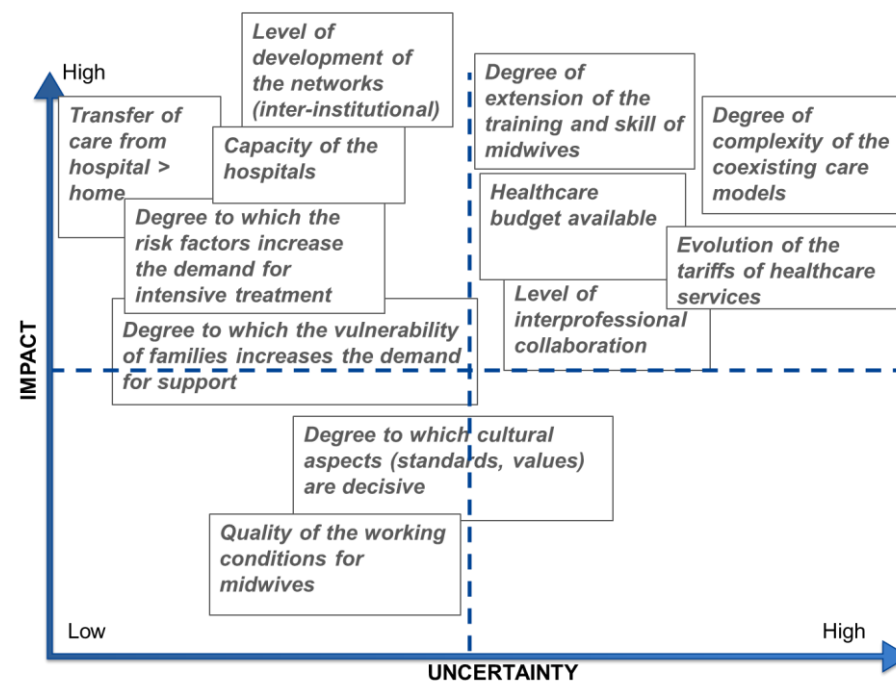 High
Level of
development of
the networks
(inter-institutional)
Transfer of
care from
hospital >
home
Capacity of the
hospitals
Degree to which the
risk factors increase
the demand for
intensive treatment
Degree to which the vulnerability
of families increases the demand
for support
Degree of
extension of the
training and skill of
midwives
Degree of
complexity of the
coexisting care
models
Healthcare
budget available
Evolution of the
tariffs of healthcare
services
Level of
interprofessional
collaboration
IMPACT
Degree to which cultural
aspects (standards, values)
are decisive
Quality of the working
conditions for
midwives
Low
High
UNCERTAINTY